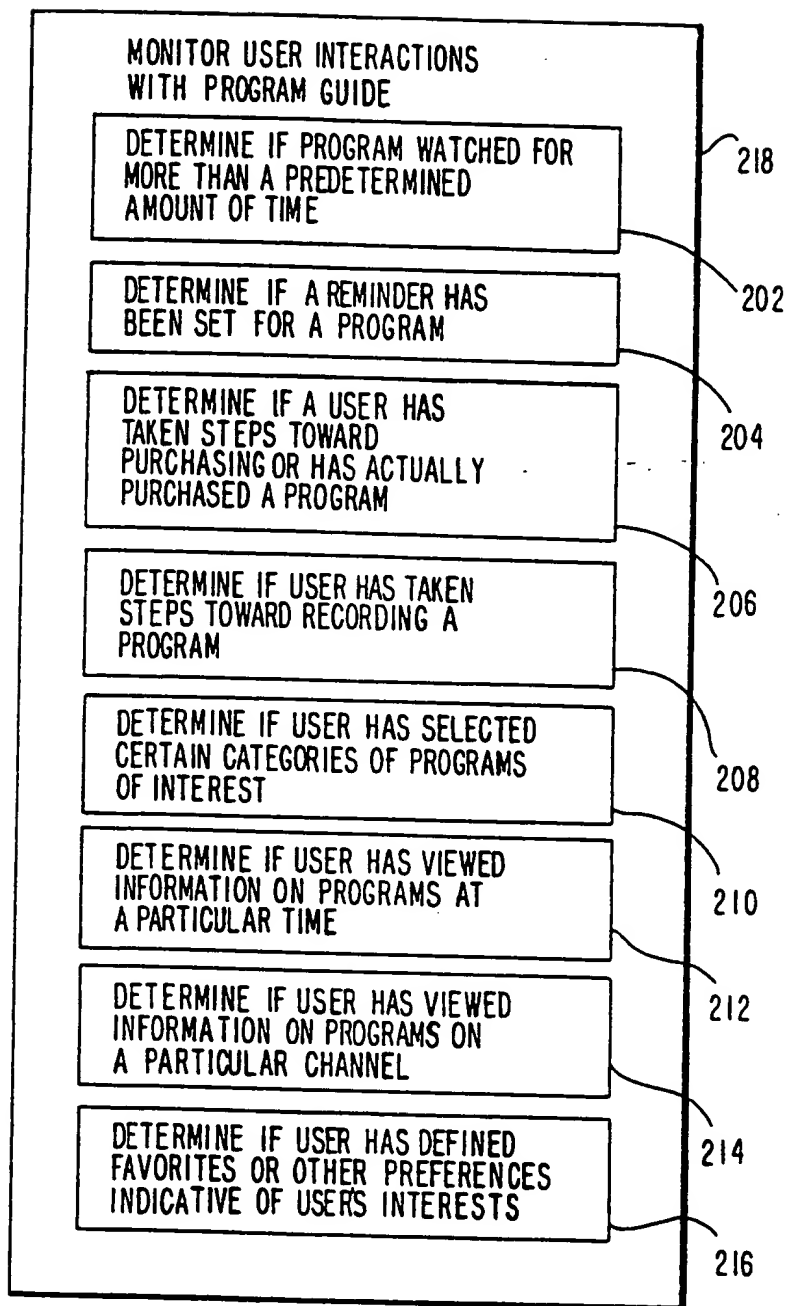 MONITOR USER INTERACTIONS
WITH PROGRAM GUIDE
DETERMINE IF PROGRAM WATCHED FOR
MORE THAN A PREDETERMINED
AMOUNT OF TIME
218
202
DETERMINE IF A REMINDER HAS
BEEN SET FOR A PROGRAM
204
DETERMINE IF A USER HAS
TAKEN STEPS TOWARD
PURCHASING OR HAS ACTUALLY
PURCHASED A PROGRAM
206
DETERMINE IF USER HAS TAKEN
STEPS TOWARD RECORDING A
PROGRAM
208
DETERMINE IF USER HAS SELECTED
CERTAIN CATEGORIES OF PROGRAMS
OF INTEREST
210
DETERMINE IF USER HAS VIEWED
INFORMATION ON PROGRAMS AT
A PARTICULAR TIME
212
DETERMINE IF USER HAS VIEWED
INFORMATION ON PROGRAMS ON
A PARTICULAR CHANNEL
214
DETERMINE IF USER HAS DEFINED
FAVORITES OR OTHER PREFERENCES
INDICATIVE OF USER'S INTERESTS
216